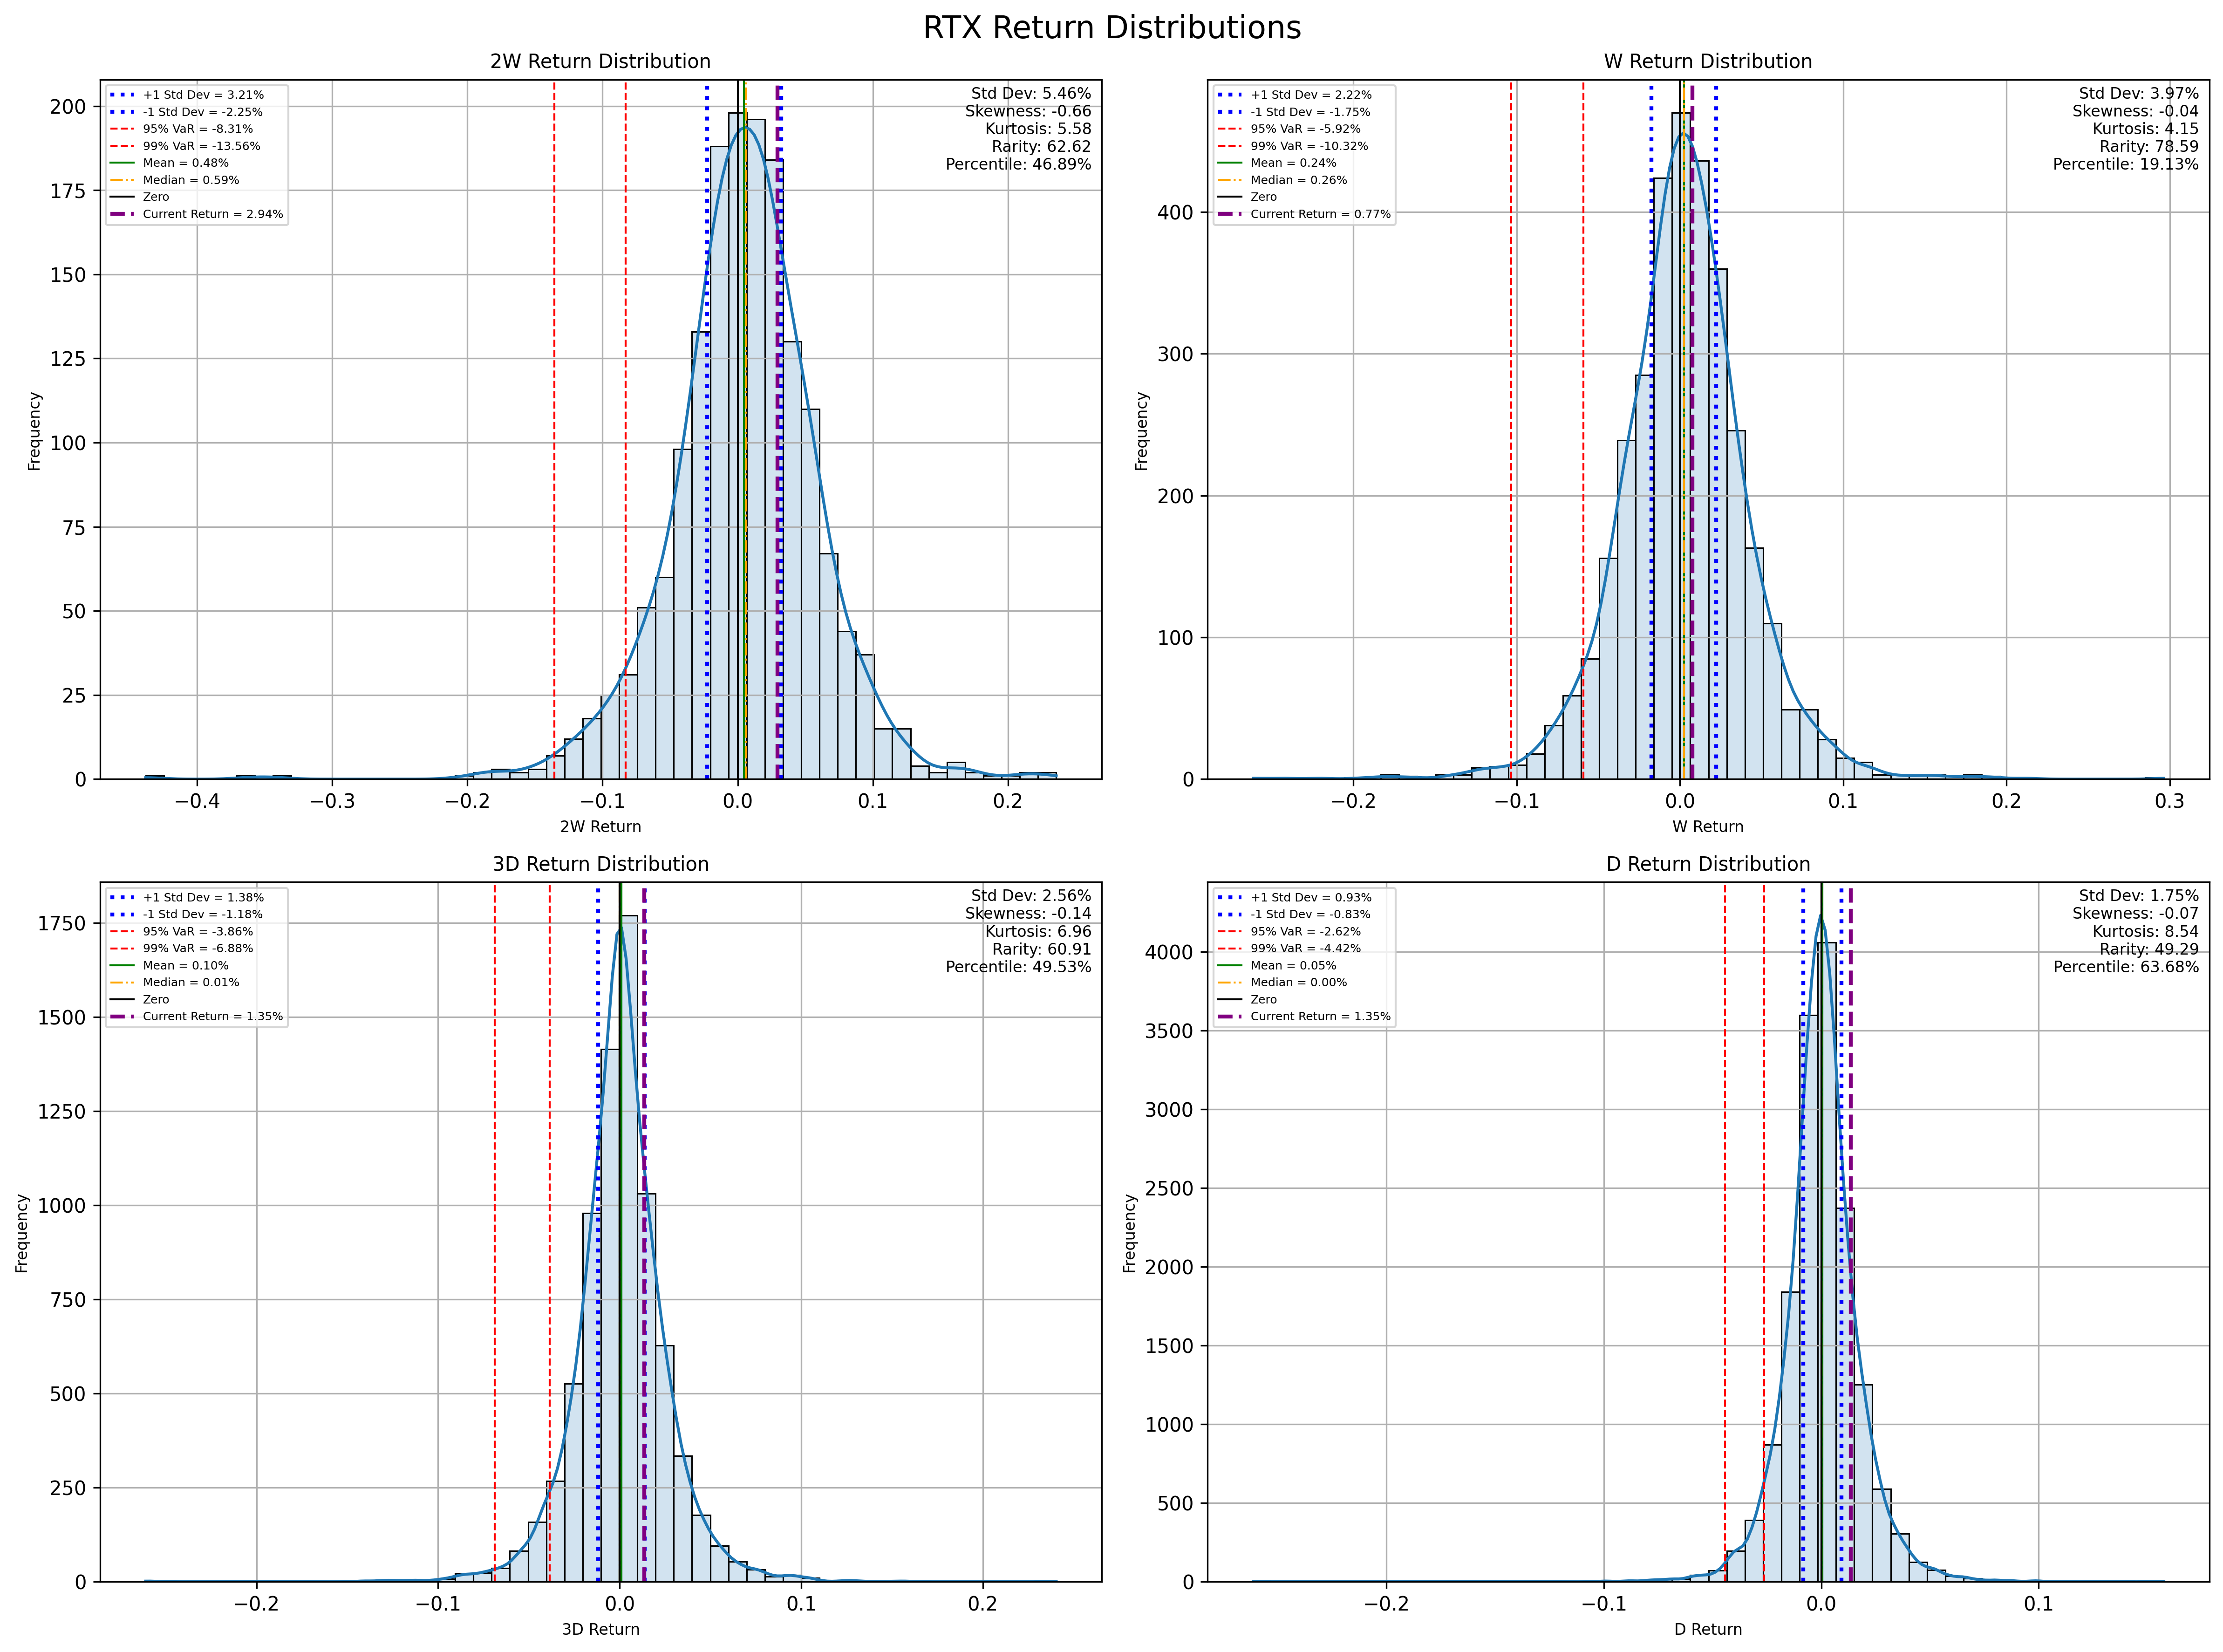 RTX Return Distributions
2W Return Distribution
+1 Std Dev = 3.21%
-1 Std Dev = -2.25%
95% VaR = -8.31%
99% VaR = -13.56%
Mean = 0.48%
Median = 0.59%
Zero
Current Return = 2.94%
Std Dev: 5.46%
Skewness: -0.66
Kurtosis: 5.58
Rarity: 62.62
Percentile: 46.89%
Frequency
200
175
150
125
100
75
50
25
0
−0.4 −0.3 −0.2 −0.1 0.0 0.1 0.2
2W Return
W Return Distribution
+1 Std Dev = 2.22%
-1 Std Dev = -1.75%
95% VaR = -5.92%
99% VaR = -10.32%
Mean = 0.24%
Median = 0.26%
Zero
Current Return = 0.77%
Std Dev: 3.97%
Skewness: -0.04
Kurtosis: 4.15
Rarity: 78.59
Percentile: 19.13%
Frequency
400
300
200
100
0
−0.2 −0.1 0.0 0.1 0.2 0.3
W Return
3D Return Distribution
+1 Std Dev = 1.38%
-1 Std Dev = -1.18%
95% VaR = -3.86%
99% VaR = -6.88%
Mean = 0.10%
Median = 0.01%
Zero
Current Return = 1.35%
Std Dev: 2.56%
Skewness: -0.14
Kurtosis: 6.96
Rarity: 60.91
Percentile: 49.53%
Frequency
1750
1500
1250
1000
750
500
250
0
−0.2 −0.1 0.0 0.1 0.2
3D Return
D Return Distribution
+1 Std Dev = 0.93%
-1 Std Dev = -0.83%
95% VaR = -2.62%
99% VaR = -4.42%
Mean = 0.05%
Median = 0.00%
Zero
Current Return = 1.35%
Std Dev: 1.75%
Skewness: -0.07
Kurtosis: 8.54
Rarity: 49.29
Percentile: 63.68%
Frequency
4000
3500
3000
2500
2000
1500
1000
500
0
−0.2 −0.1 0.0 0.1
D Return